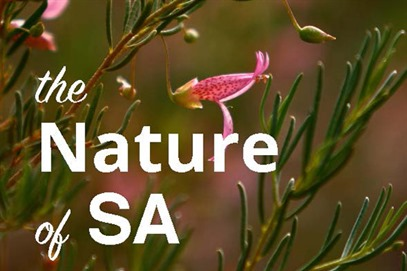 the
Nature
of SA